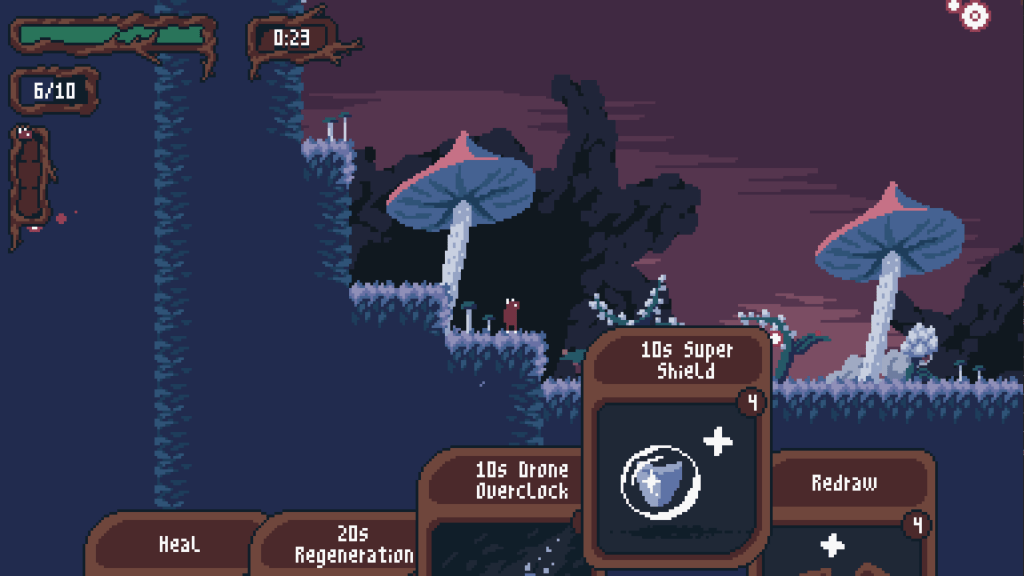 0:23
6/10
10s Super
Shield
4
10s Drone
Overclock
Redraw
4
20s
Regeneration
Heal